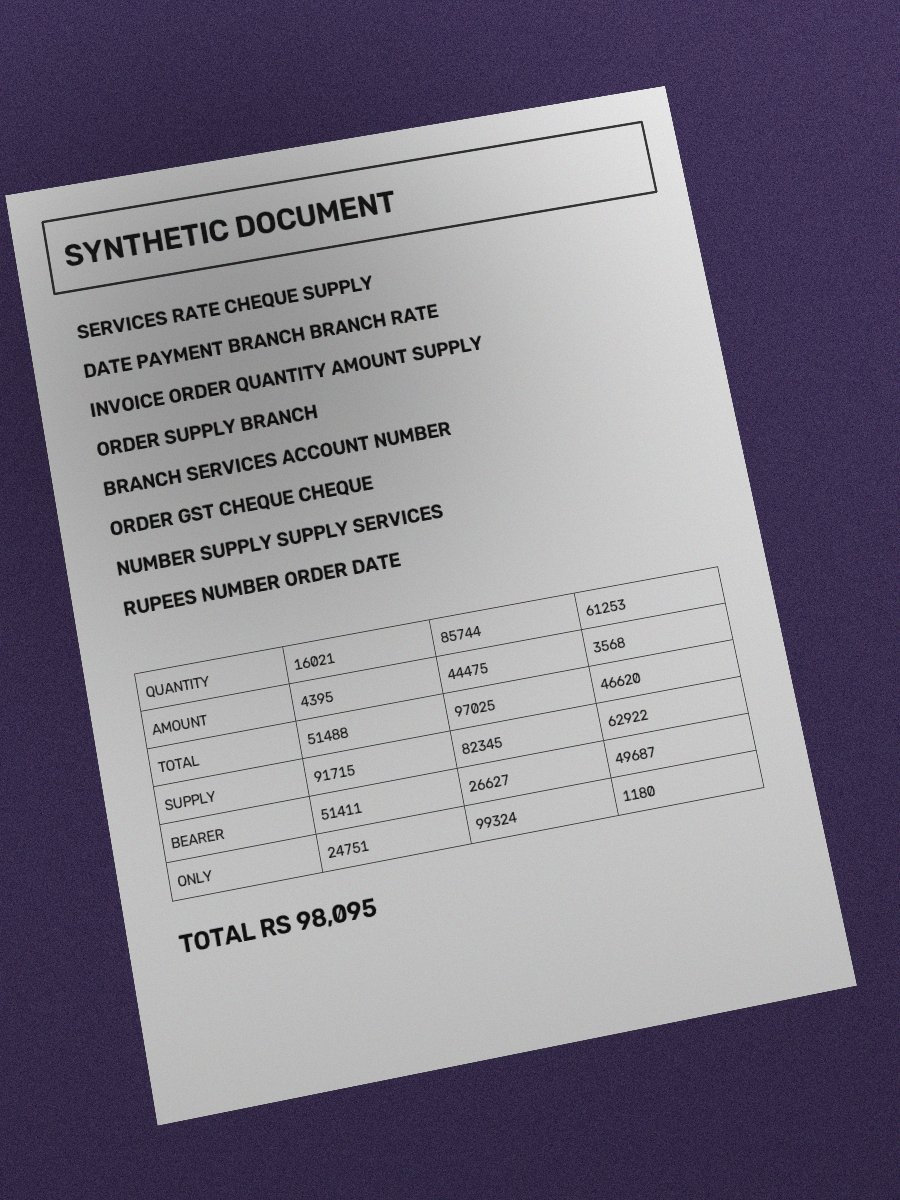 SYNTHETIC DOCUMENT
SERVICES RATE CHEQUE SUPPLY
DATE PAYMENT BRANCH BRANCH RATE
INVOICE ORDER QUANTITY AMOUNT SUPPLY
ORDER SUPPLY BRANCH
BRANCH SERVICES ACCOUNT NUMBER
ORDER GST CHEQUE CHEQUE
NUMBER SUPPLY SUPPLY SERVICES
RUPEES NUMBER ORDER DATE
QUANTITY 16021 85744 61253
AMOUNT 4395 44475 3568
TOTAL 51488 97025 46620
SUPPLY 91715 82345 62922
BEARER 51411 26627 49687
ONLY 24751 99324 1180
TOTAL RS 98,095